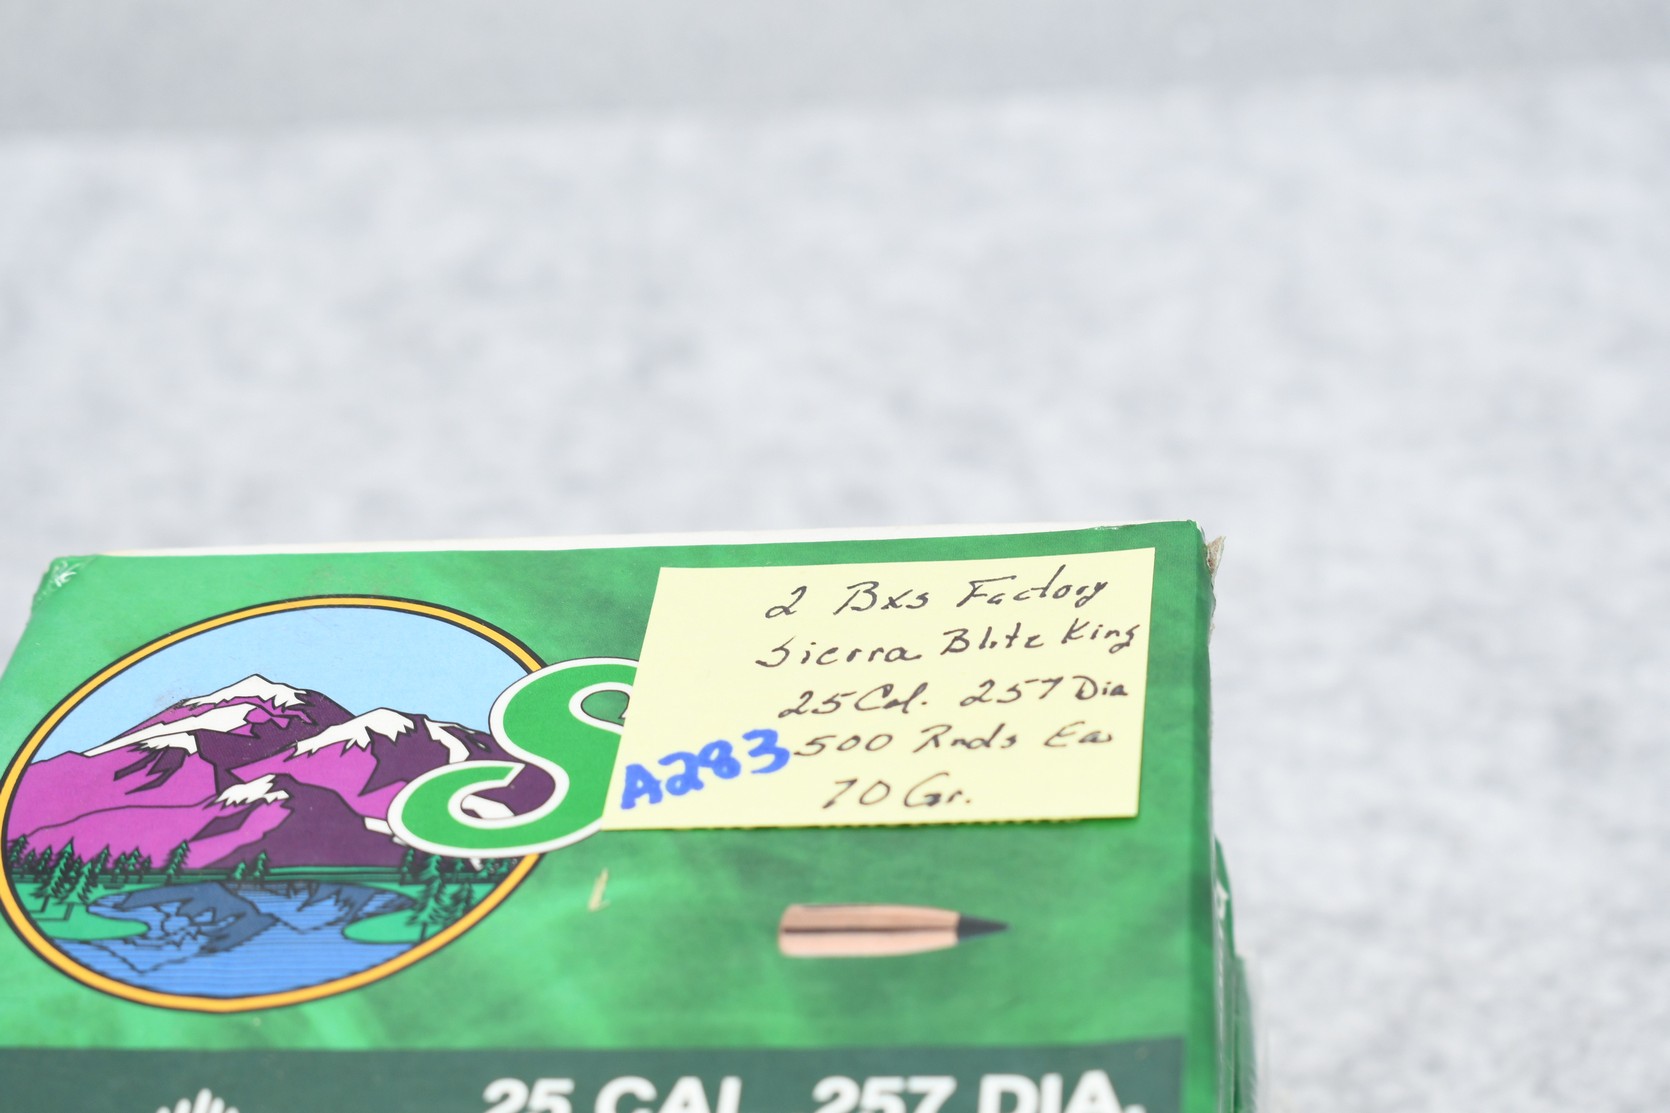 2 Bxs Factory
Sierra Blitz King
25 Cal. 257 Dia
A283 500 Rnds Ea
70 Gr.
S
25 CAL. 257 DIA.